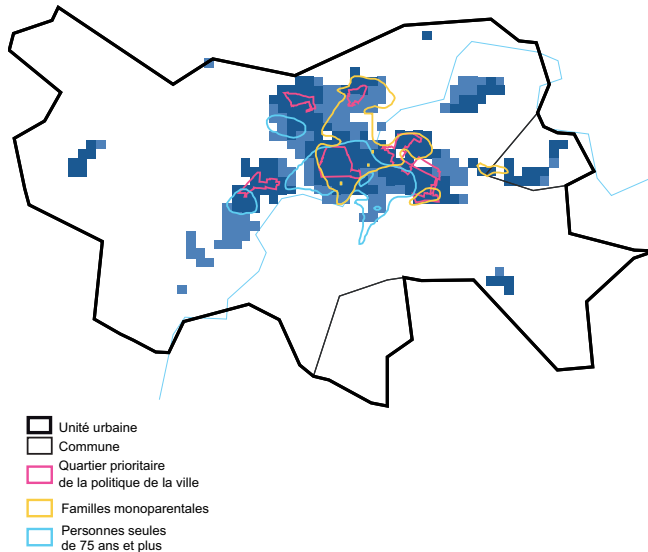 Unité urbaine
Commune
Quartier prioritaire
de la politique de la ville
Familles monoparentales
Personnes seules
de 75 ans et plus